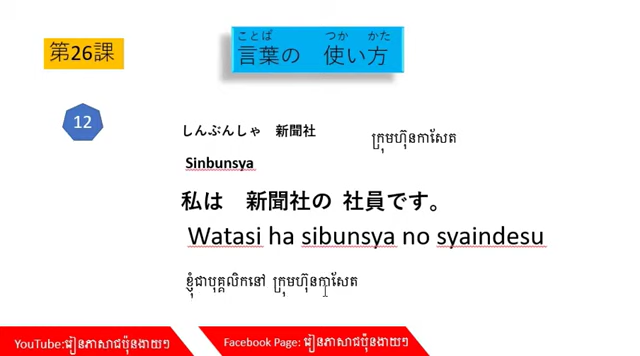 第26課
ことば つか かた
言葉の 使い方
12
しんぶんしゃ 新聞社
ក្រុមហ៊ុនកាសែត
Sinbunsya
私は 新聞社の 社員です。
Watasi ha sibunsya no syaindesu
ខ្ញុំជាបុគ្គលិកនៅ ក្រុមហ៊ុនកាសែត
YouTube:រៀនភាសាជប៉ុនងាយៗ
Facebook Page: រៀនភាសាជប៉ុនងាយៗ